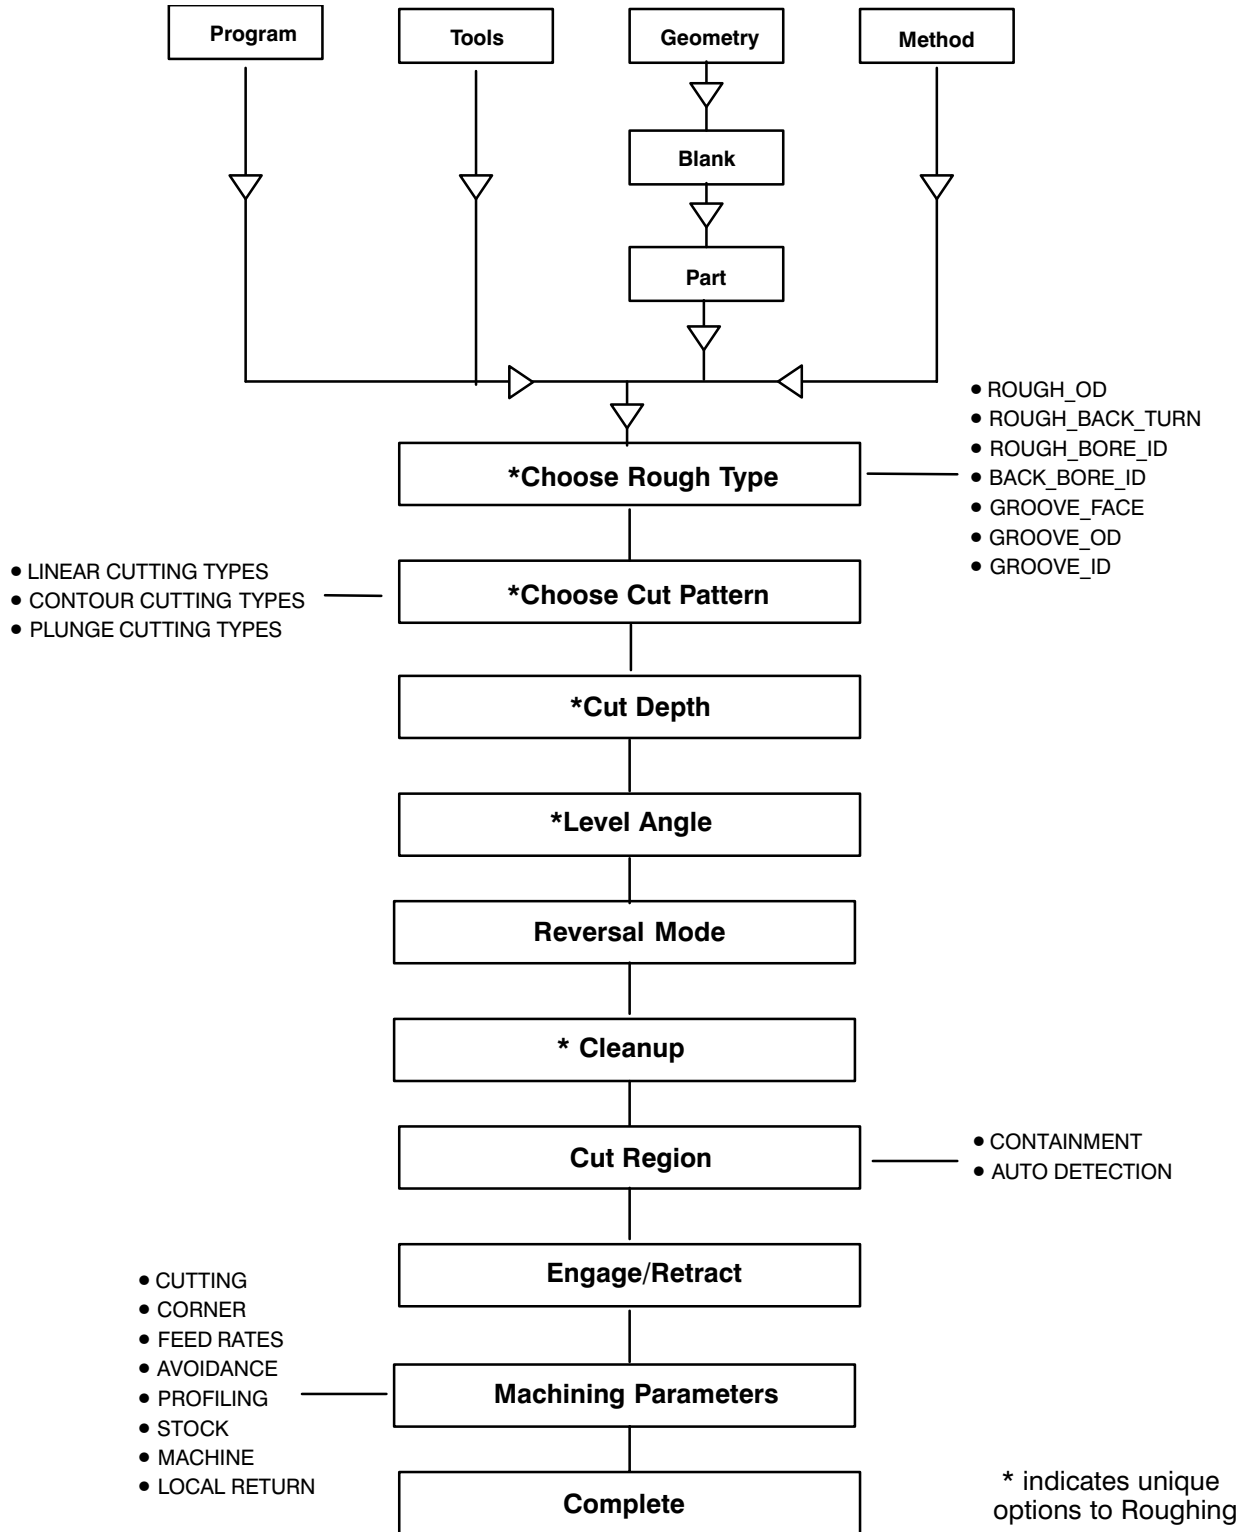 Program
Tools
Geometry
Method
Blank
Part
*Choose Rough Type
• ROUGH_OD
• ROUGH_BACK_TURN
• ROUGH_BORE_ID
• BACK_BORE_ID
• GROOVE_FACE
• GROOVE_OD
• GROOVE_ID
• LINEAR CUTTING TYPES
• CONTOUR CUTTING TYPES
• PLUNGE CUTTING TYPES
*Choose Cut Pattern
*Cut Depth
*Level Angle
Reversal Mode
* Cleanup
Cut Region
• CONTAINMENT
• AUTO DETECTION
Engage/Retract
• CUTTING
• CORNER
• FEED RATES
• AVOIDANCE
• PROFILING
• STOCK
• MACHINE
• LOCAL RETURN
Machining Parameters
Complete
* indicates unique
options to Roughing